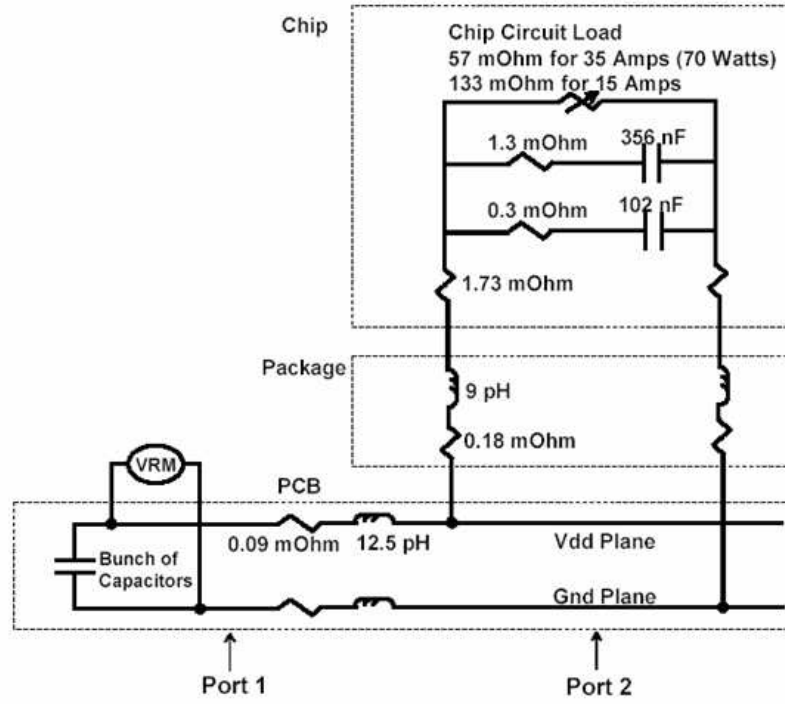 Chip
Chip Circuit Load
57 mOhm for 35 Amps (70 Watts)
133 mOhm for 15 Amps
1.3 mOhm
356 nF
0.3 mOhm
102 nF
1.73 mOhm
Package
9 pH
0.18 mOhm
VRM
PCB
0.09 mOhm
12.5 pH
Vdd Plane
Bunch of
Capacitors
Gnd Plane
Port 1
Port 2